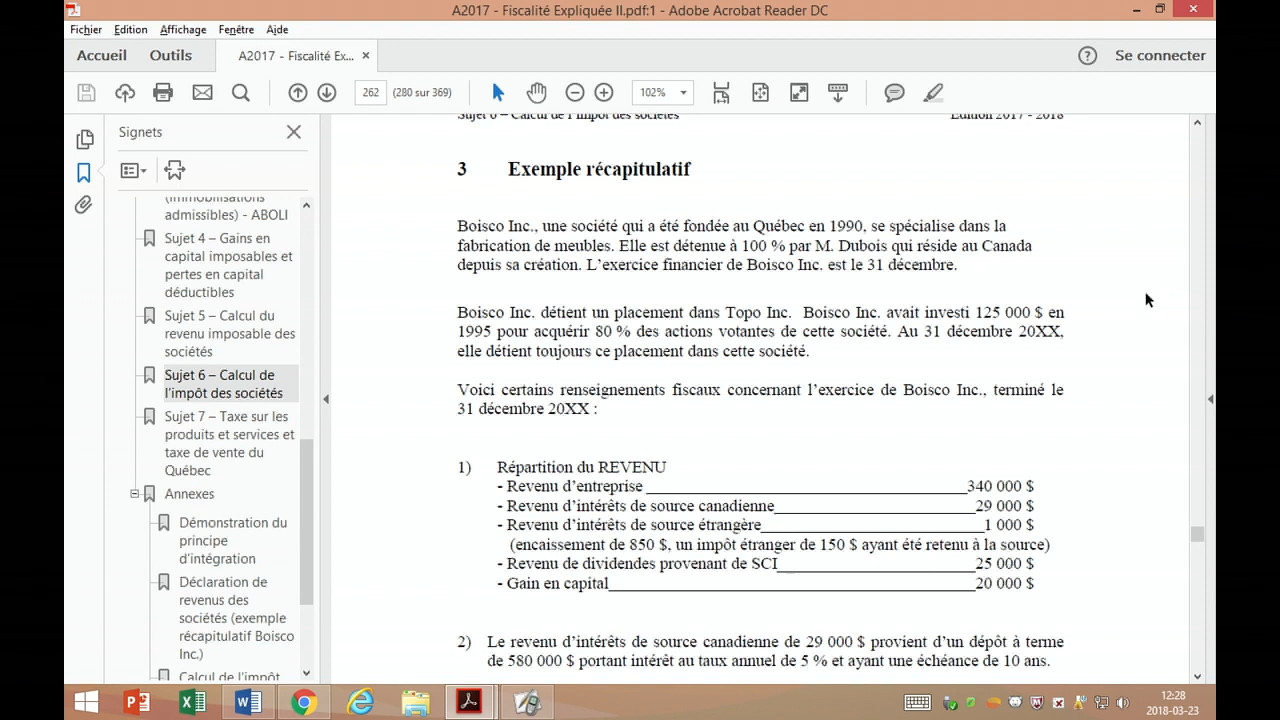 A2017 - Fiscalité Expliquée II.pdf:1 - Adobe Acrobat Reader DC
Fichier Edition Affichage Fenêtre Aide
Accueil Outils A2017 - Fiscalité Ex... × Se connecter
262 (280 sur 369) 102%
Signets
(immobilisations
admissibles) - ABOLI
Sujet 4 – Gains en
capital imposables et
pertes en capital
déductibles
Sujet 5 – Calcul du
revenu imposable des
sociétés
Sujet 6 – Calcul de
l'impôt des sociétés
Sujet 7 – Taxe sur les
produits et services et
taxe de vente du
Québec
Annexes
Démonstration du
principe
d'intégration
Déclaration de
revenus des
sociétés (exemple
récapitulatif Boisco
Inc.)
Calcul de l'impôt
Sujet 6 – Calcul de l'impôt des sociétés Édition 2017 - 2018
3 Exemple récapitulatif
Boisco Inc., une société qui a été fondée au Québec en 1990, se spécialise dans la
fabrication de meubles. Elle est détenue à 100 % par M. Dubois qui réside au Canada
depuis sa création. L'exercice financier de Boisco Inc. est le 31 décembre.
Boisco Inc. détient un placement dans Topo Inc. Boisco Inc. avait investi 125 000 $ en
1995 pour acquérir 80 % des actions votantes de cette société. Au 31 décembre 20XX,
elle détient toujours ce placement dans cette société.
Voici certains renseignements fiscaux concernant l'exercice de Boisco Inc., terminé le
31 décembre 20XX :
1) Répartition du REVENU
- Revenu d'entreprise 340 000 $
- Revenu d'intérêts de source canadienne 29 000 $
- Revenu d'intérêts de source étrangère 1 000 $
(encaissement de 850 $, un impôt étranger de 150 $ ayant été retenu à la source)
- Revenu de dividendes provenant de SCI 25 000 $
- Gain en capital 20 000 $
2) Le revenu d'intérêts de source canadienne de 29 000 $ provient d'un dépôt à terme
de 580 000 $ portant intérêt au taux annuel de 5 % et ayant une échéance de 10 ans.
12:28
2018-03-23